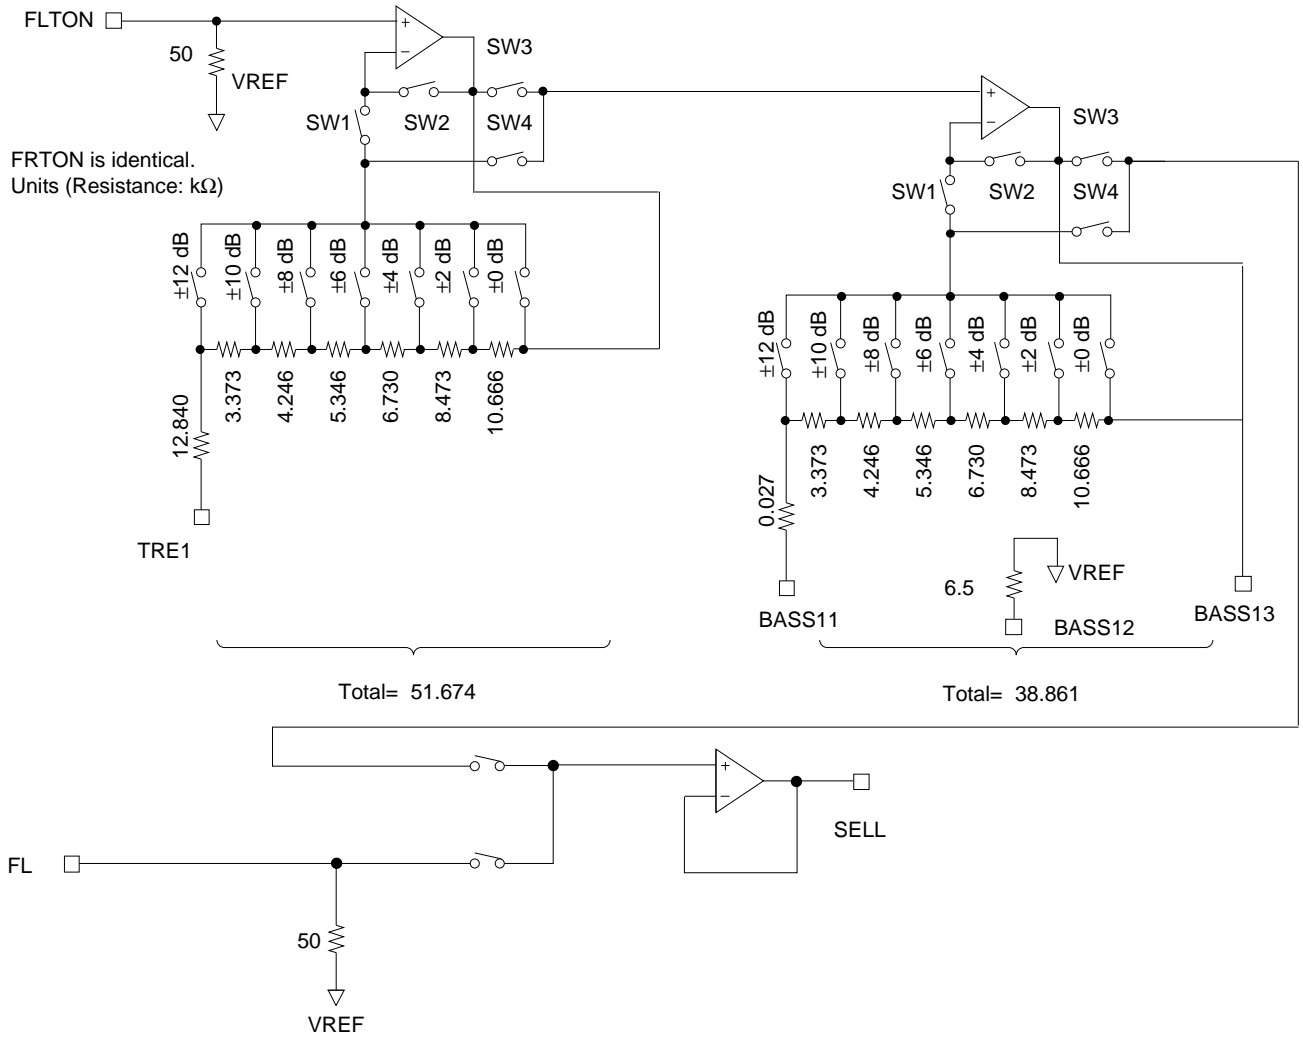 FLTON
50
VREF
SW3
SW1
SW2
SW4
FRTON is identical.
Units (Resistance: kΩ)
±12 dB
±10 dB
±8 dB
±6 dB
±4 dB
±2 dB
±0 dB
12.840
3.373
4.246
5.346
6.730
8.473
10.666
TRE1
Total= 51.674
SW3
SW1
SW2
SW4
±12 dB
±10 dB
±8 dB
±6 dB
±4 dB
±2 dB
±0 dB
0.027
3.373
4.246
5.346
6.730
8.473
10.666
6.5
VREF
BASS11
BASS12
BASS13
Total= 38.861
SELL
FL
50
VREF